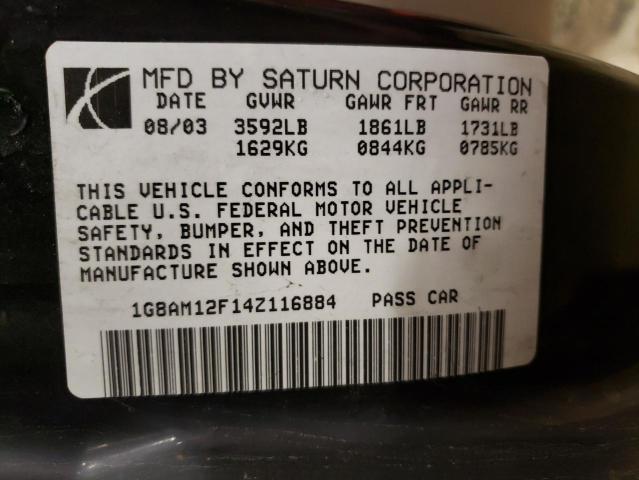 MFD BY SATURN CORPORATION
DATE GVWR GAWR FRT GAWR RR
08/03 3592LB 1861LB 1731LB
1629KG 0844KG 0785KG
THIS VEHICLE CONFORMS TO ALL APPLI-
CABLE U.S. FEDERAL MOTOR VEHICLE
SAFETY, BUMPER, AND THEFT PREVENTION
STANDARDS IN EFFECT ON THE DATE OF
MANUFACTURE SHOWN ABOVE.
1G8AM12F14Z116884 PASS CAR